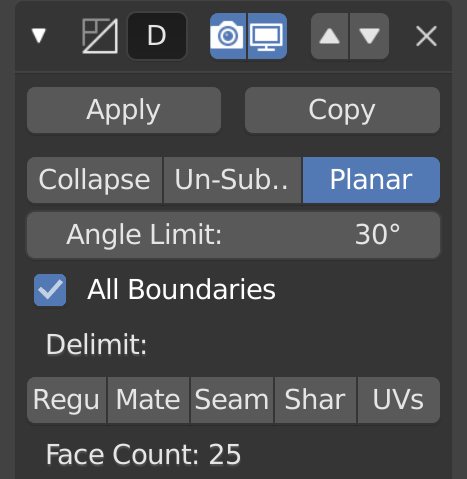 D
Apply Copy
Collapse Un-Sub.. Planar
Angle Limit: 30°
All Boundaries
Delimit:
Regu Mate Seam Shar UVs
Face Count: 25